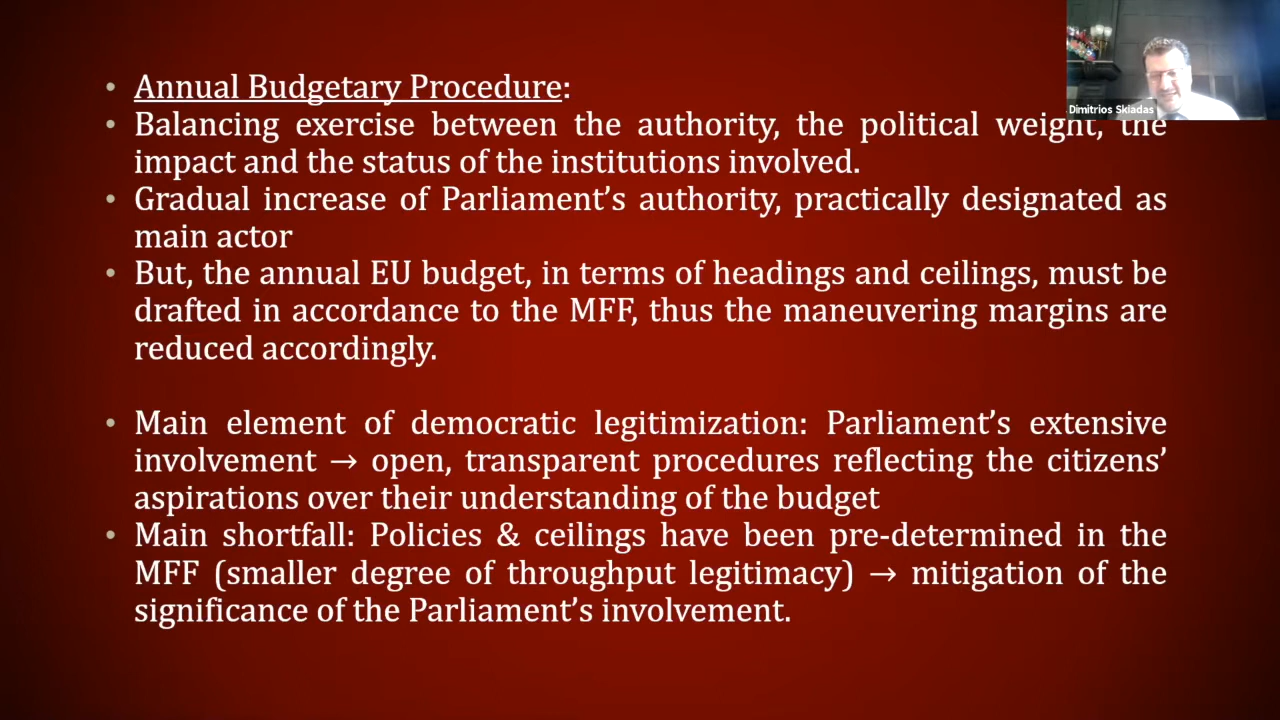 Dimitrios Skiadas
• Annual Budgetary Procedure:
• Balancing exercise between the authority, the political weight, the
impact and the status of the institutions involved.
• Gradual increase of Parliament’s authority, practically designated as
main actor
• But, the annual EU budget, in terms of headings and ceilings, must be
drafted in accordance to the MFF, thus the maneuvering margins are
reduced accordingly.
• Main element of democratic legitimization: Parliament’s extensive
involvement → open, transparent procedures reflecting the citizens’
aspirations over their understanding of the budget
• Main shortfall: Policies & ceilings have been pre-determined in the
MFF (smaller degree of throughput legitimacy) → mitigation of the
significance of the Parliament’s involvement.